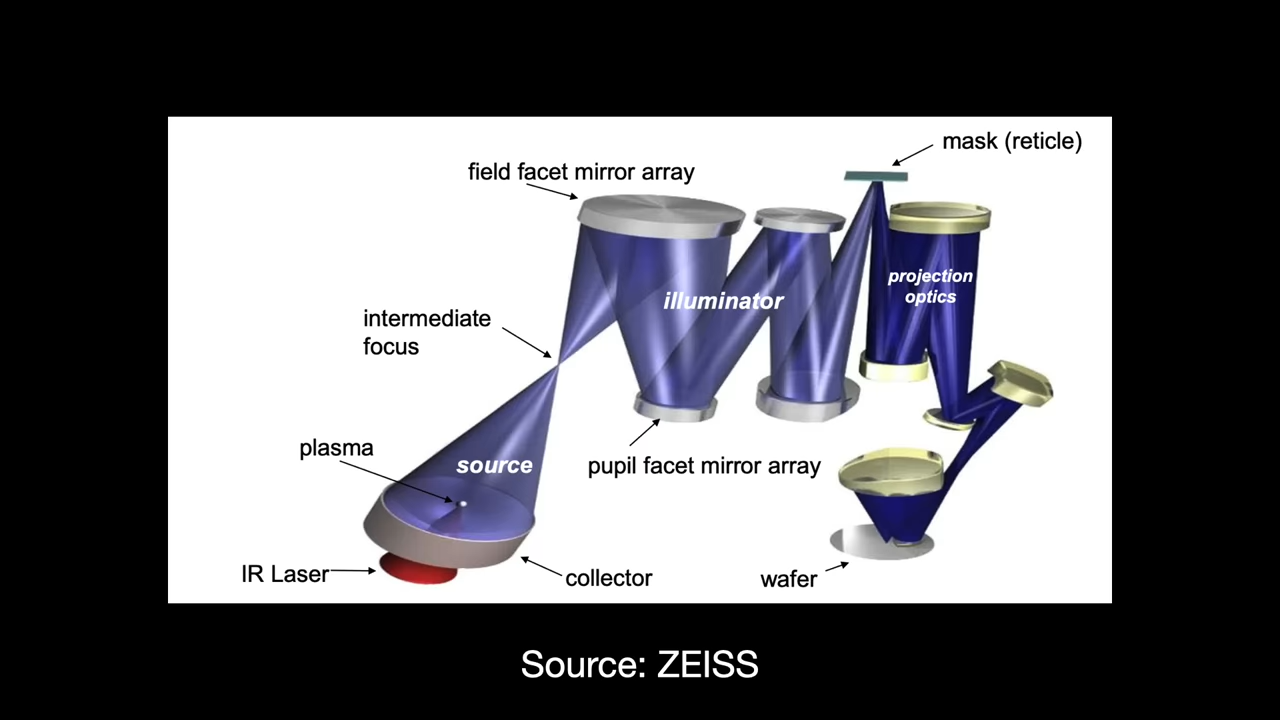 mask (reticle)
field facet mirror array
projection
optics
illuminator
intermediate
focus
plasma
source
pupil facet mirror array
IR Laser
collector
wafer
Source: ZEISS